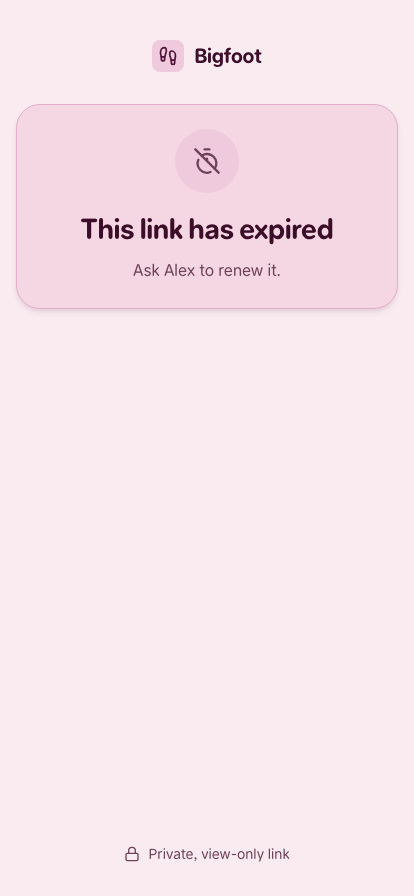 Bigfoot
This link has expired
Ask Alex to renew it.
Private, view-only link